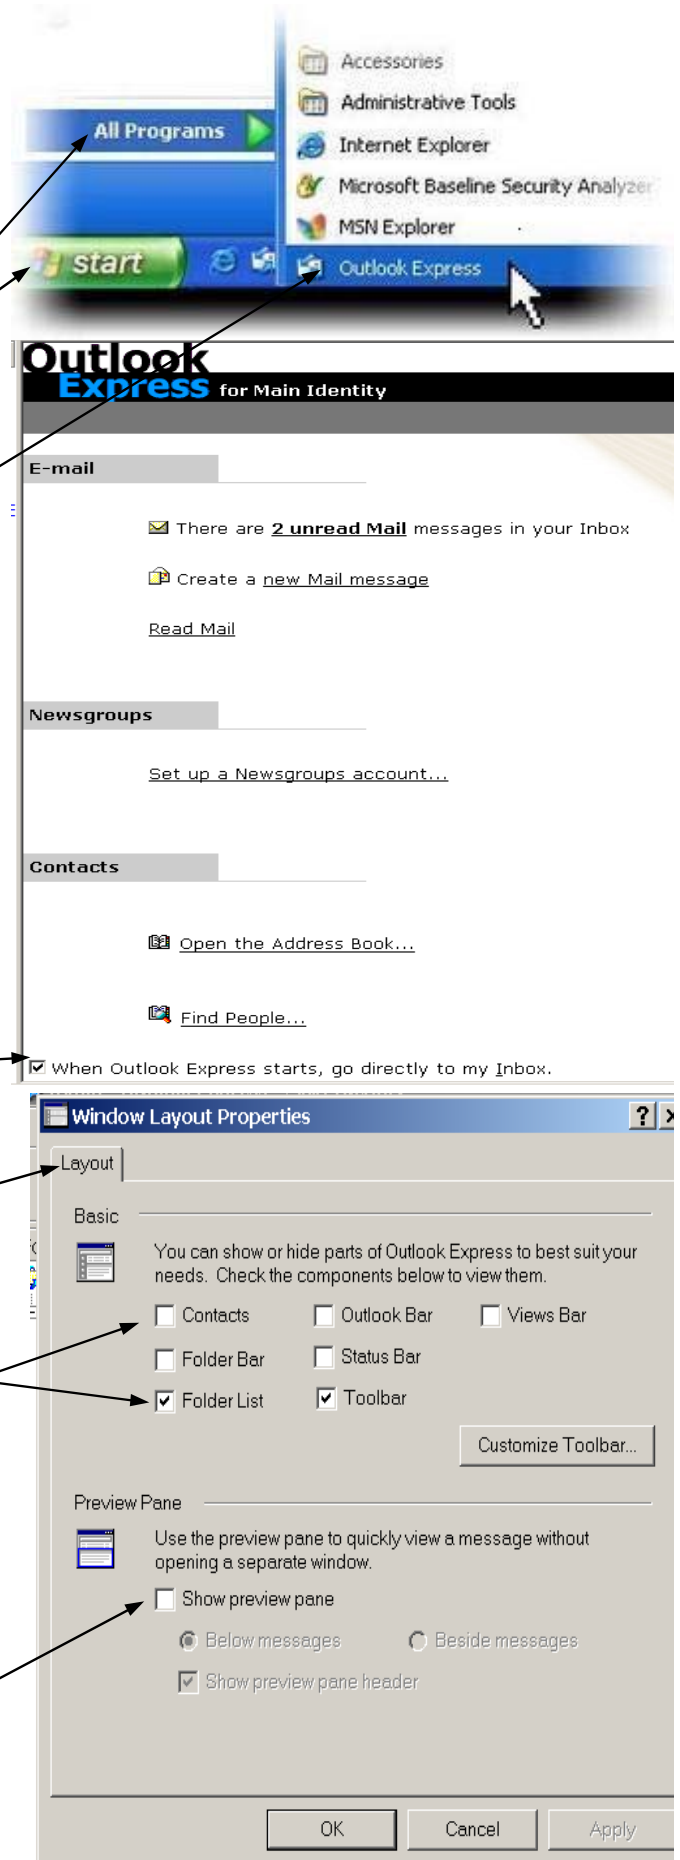 Accessories
Administrative Tools
All Programs
Internet Explorer
Microsoft Baseline Security Analyzer
MSN Explorer
start
Outlook Express
Outlook
Express for Main Identity
E-mail
There are 2 unread Mail messages in your Inbox
Create a new Mail message
Read Mail
Newsgroups
Set up a Newsgroups account...
Contacts
Open the Address Book...
Find People...
When Outlook Express starts, go directly to my Inbox.
Window Layout Properties
Layout
Basic
You can show or hide parts of Outlook Express to best suit your
needs. Check the components below to view them.
Contacts Outlook Bar Views Bar
Folder Bar Status Bar
Folder List Toolbar
Customize Toolbar...
Preview Pane
Use the preview pane to quickly view a message without
opening a separate window.
Show preview pane
Below messages Beside messages
Show preview pane header
OK Cancel Apply